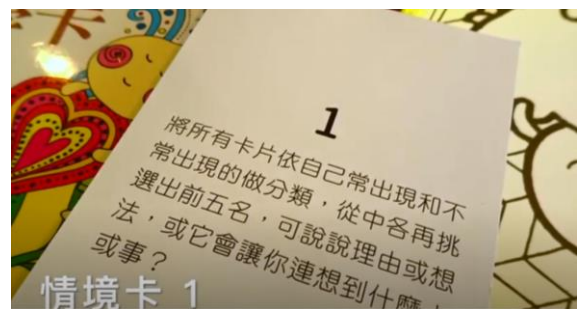 卡
1
將所有卡片依自己常出現和不
常出現的做分類，從中各再挑
選出前五名，可說說理由或想
法，或它會讓你連想到什麼
或事？
情境卡 1